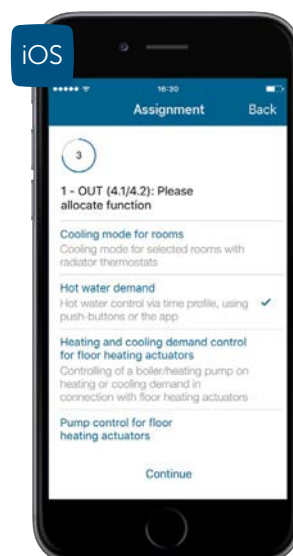 iOS
16:30
Assignment Back
3
1 - OUT (4.1/4.2): Please
allocate function
Cooling mode for rooms
Cooling mode for selected rooms with
radiator thermostats
Hot water demand
Hot water control via time profile, using
push-buttons or the app
Heating and cooling demand control
for floor heating actuators
Controlling of a boiler/heating pump on
heating or cooling demand in
connection with floor heating actuators
Pump control for floor
heating actuators
Continue